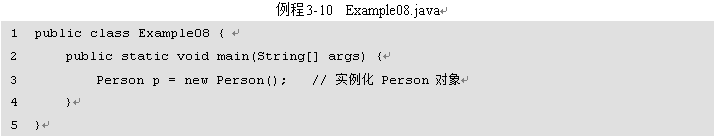 例程3-10 Example08.java↵
1 public class Example08 { ↵
2     public static void main(String[] args) {↵
3         Person p = new Person();   // 实例化 Person 对象↵
4     }↵
5 }↵